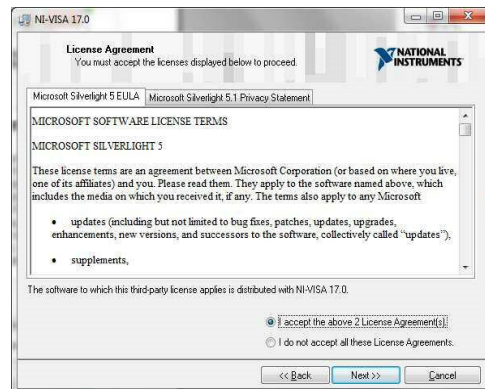 NI-VISA 17.0
License Agreement
You must accept the licenses displayed below to proceed.
NATIONAL
INSTRUMENTS
Microsoft Silverlight 5 EULA Microsoft Silverlight 5.1 Privacy Statement
MICROSOFT SOFTWARE LICENSE TERMS
MICROSOFT SILVERLIGHT 5
These license terms are an agreement between Microsoft Corporation (or based on where you live,
one of its affiliates) and you. Please read them. They apply to the software named above, which
includes the media on which you received it, if any. The terms also apply to any Microsoft
• updates (including but not limited to bug fixes, patches, updates, upgrades,
enhancements, new versions, and successors to the software, collectively called “updates”),
• supplements,
The software to which this third-party license applies is distributed with NI-VISA 17.0.
I accept the above 2 License Agreement(s).
I do not accept all these License Agreements.
<< Back Next >> Cancel